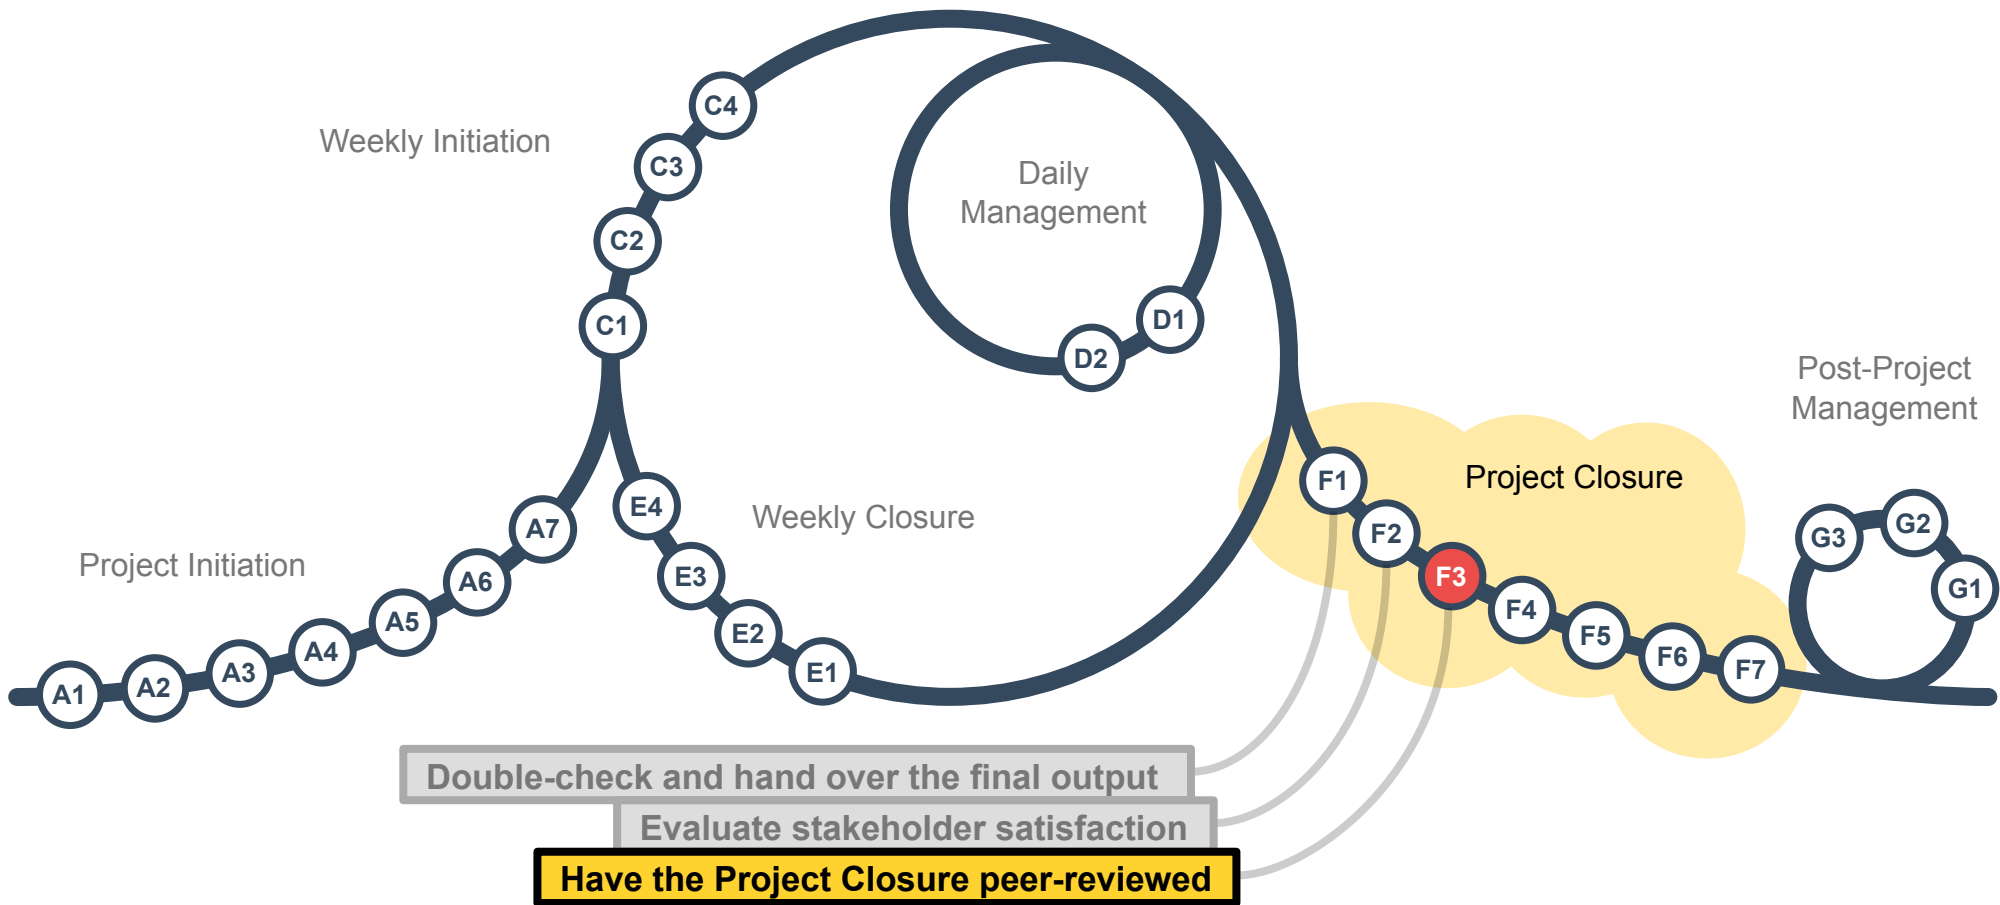 Weekly Initiation
C4
C3
C2
C1
Daily
Management
D1
D2
Post-Project
Management
Project Initiation
A1
A2
A3
A4
A5
A6
A7
Weekly Closure
E4
E3
E2
E1
Project Closure
F1
F2
F3
F4
F5
F6
F7
G3
G2
G1
Double-check and hand over the final output
Evaluate stakeholder satisfaction
Have the Project Closure peer-reviewed